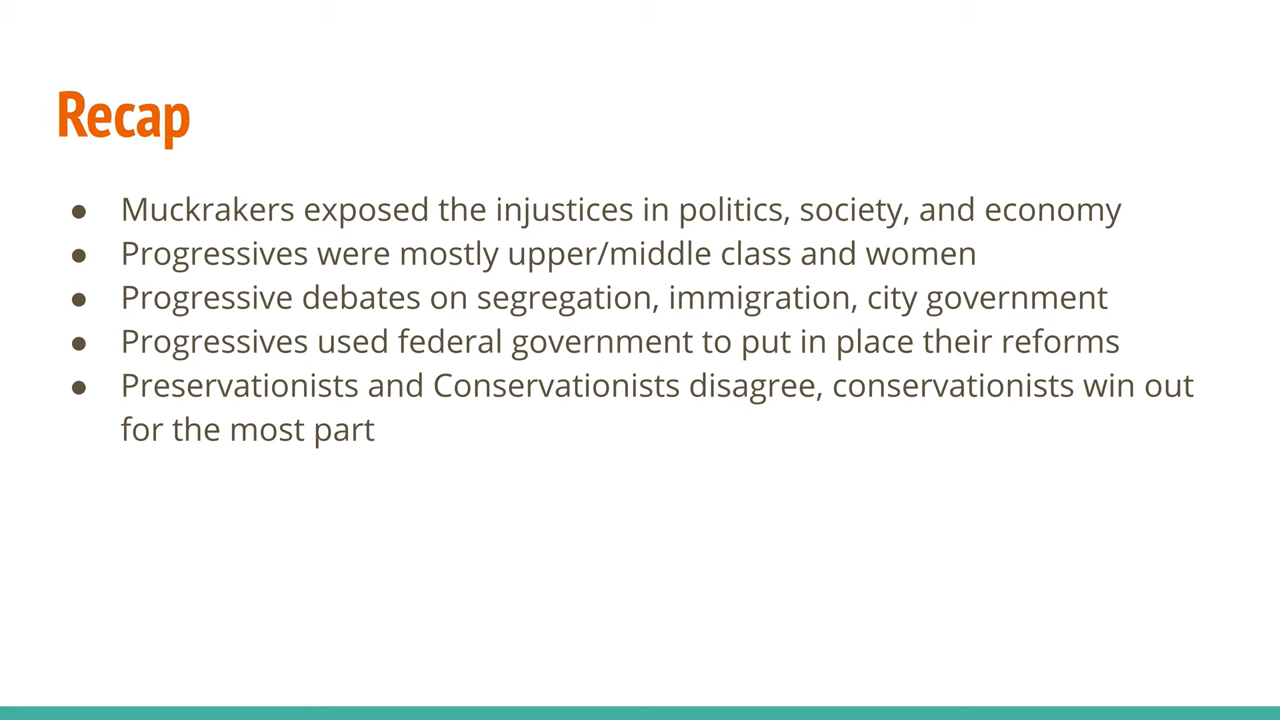 Recap
● Muckrakers exposed the injustices in politics, society, and economy
● Progressives were mostly upper/middle class and women
● Progressive debates on segregation, immigration, city government
● Progressives used federal government to put in place their reforms
● Preservationists and Conservationists disagree, conservationists win out
for the most part